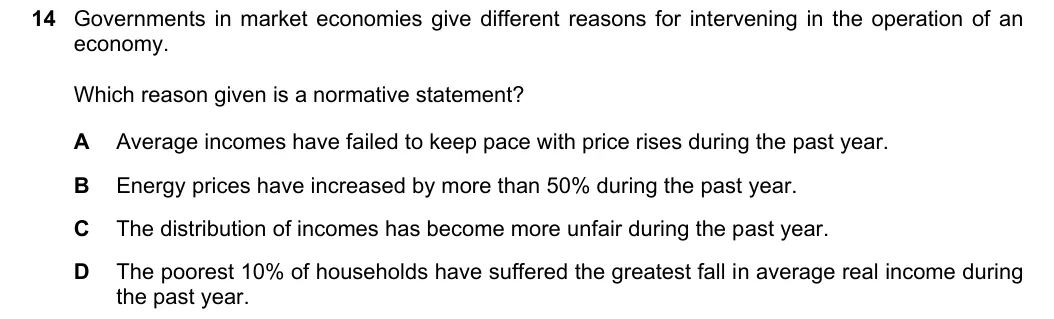 14 Governments in market economies give different reasons for intervening in the operation of an
economy.
Which reason given is a normative statement?
A Average incomes have failed to keep pace with price rises during the past year.
B Energy prices have increased by more than 50% during the past year.
C The distribution of incomes has become more unfair during the past year.
D The poorest 10% of households have suffered the greatest fall in average real income during
the past year.